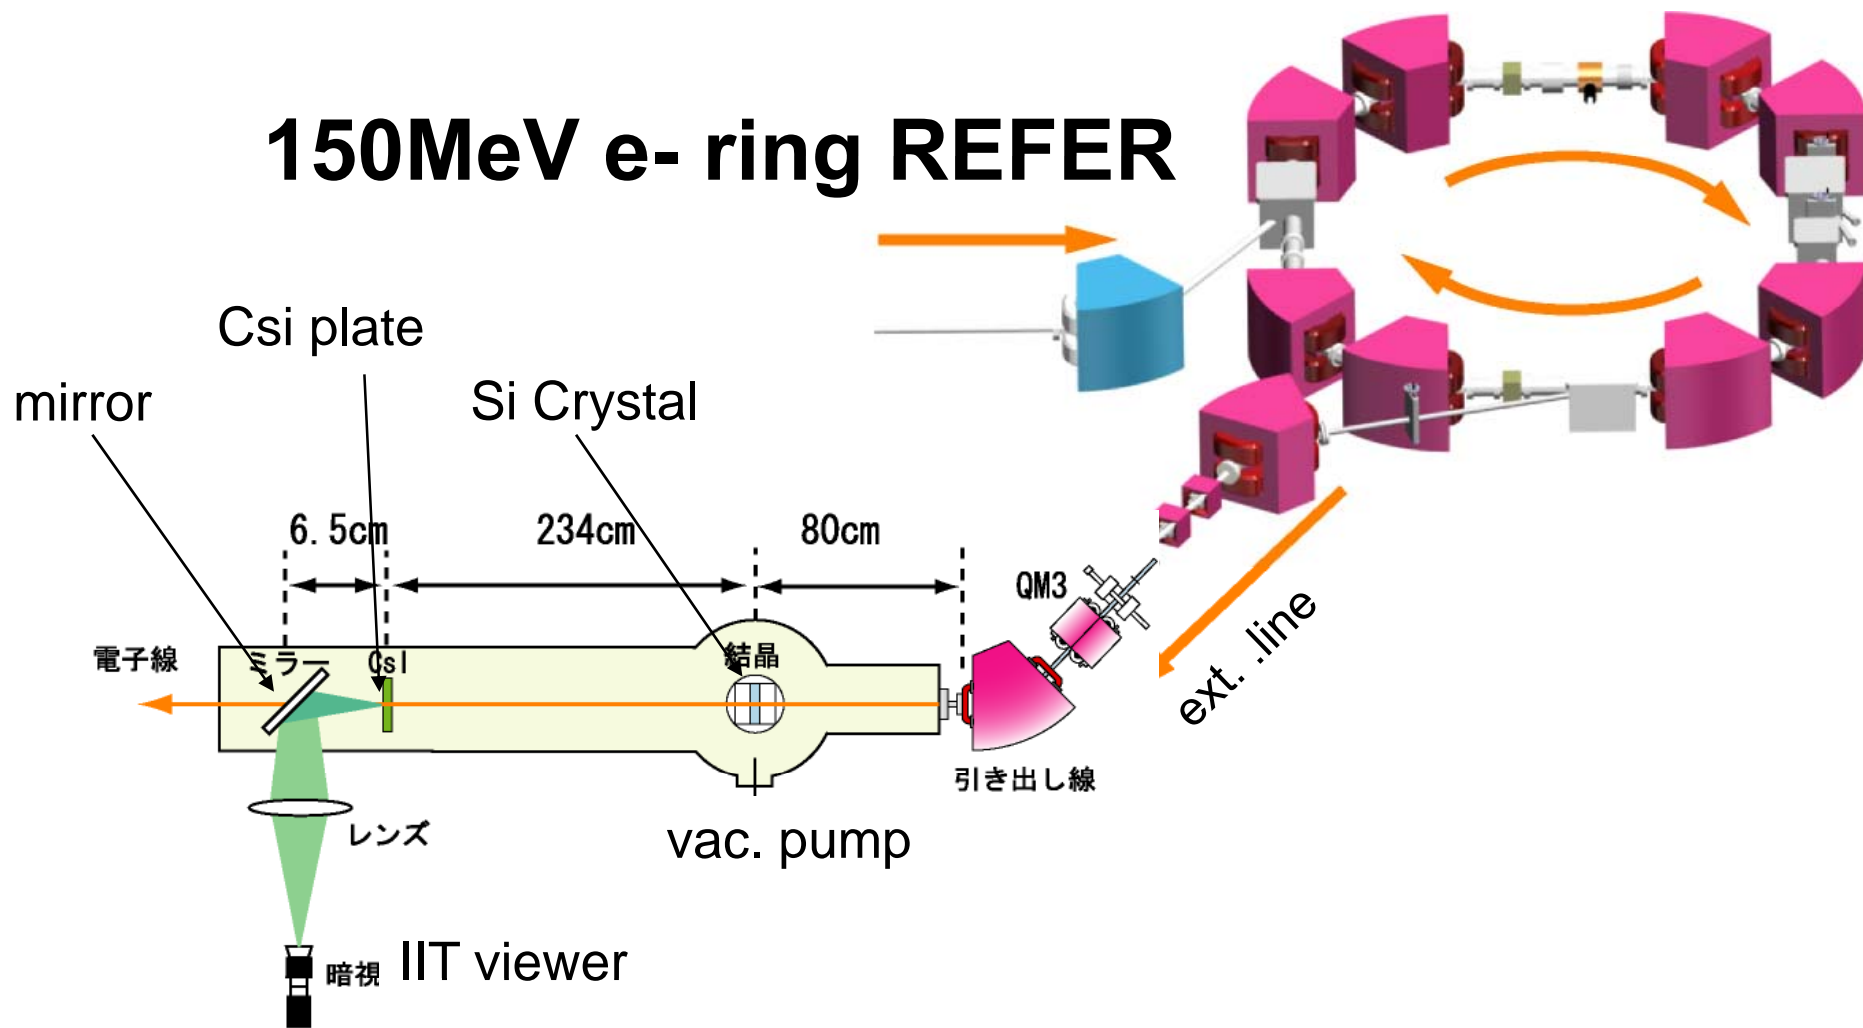 150MeV e- ring REFER
Csi plate
mirror
Si Crystal
6.5cm
234cm
80cm
QM3
ext. .line
電子線
ミラー
CsI
結晶
引き出し線
レンズ
vac. pump
暗視
IIT viewer